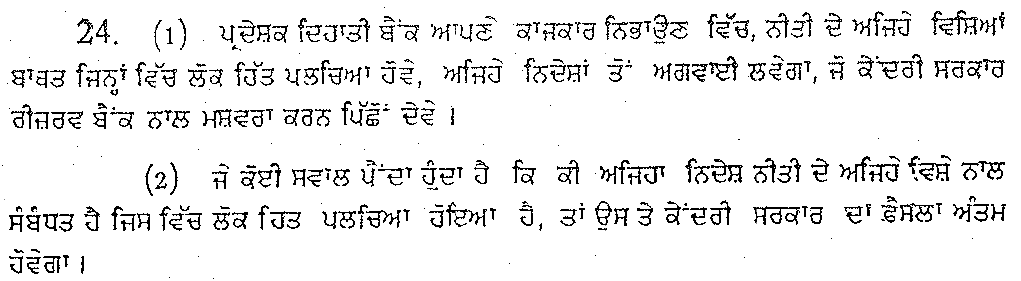 24. (1) ਪ੍ਰਦੇਸ਼ਕ ਦਿਹਾਤੀ ਬੈਂਕ ਆਪਣੇ ਕਾਜਕਾਰ ਨਿਭਾਉਣ ਵਿੱਚ, ਨੀਤੀ ਦੇ ਅਜਿਹੇ ਵਿਸ਼ਿਆਂ
ਬਾਬਤ ਜਿਨ੍ਹਾਂ ਵਿੱਚ ਲੋਕ ਹਿੱਤ ਪਲਚਿਆ ਹੋਵੇ, ਅਜਿਹੇ ਨਿਦੇਸ਼ਾਂ ਤੋਂ ਅਗਵਾਈ ਲਵੇਗਾ, ਜੋ ਕੇਂਦਰੀ ਸਰਕਾਰ
ਰੀਜ਼ਰਵ ਬੈਂਕ ਨਾਲ ਮਸ਼ਵਰਾ ਕਰਨ ਪਿੱਛੋਂ ਦੇਵੇ ।
(2) ਜੇ ਕੋਈ ਸਵਾਲ ਪੈਂਦਾ ਹੁੰਦਾ ਹੈ ਕਿ ਕੀ ਅਜਿਹਾ ਨਿਦੇਸ਼ ਨੀਤੀ ਦੇ ਅਜਿਹੇ ਵਿਸ਼ੇ ਨਾਲ
ਸੰਬੰਧਤ ਹੈ ਜਿਸ ਵਿੱਚ ਲੋਕ ਹਿਤ ਪਲਚਿਆ ਹੋਇਆ ਹੈ, ਤਾਂ ਉਸ ਤੇ ਕੇਂਦਰੀ ਸਰਕਾਰ ਦਾ ਫ਼ੈਸਲਾ ਅੰਤਮ
ਹੋਵੇਗਾ ।